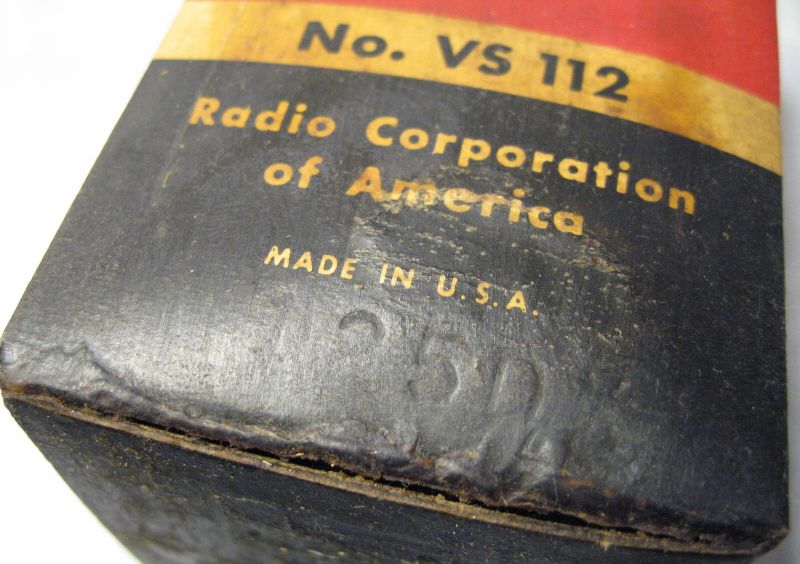 No. VS 112
Radio Corporation
of America
MADE IN U.S.A.